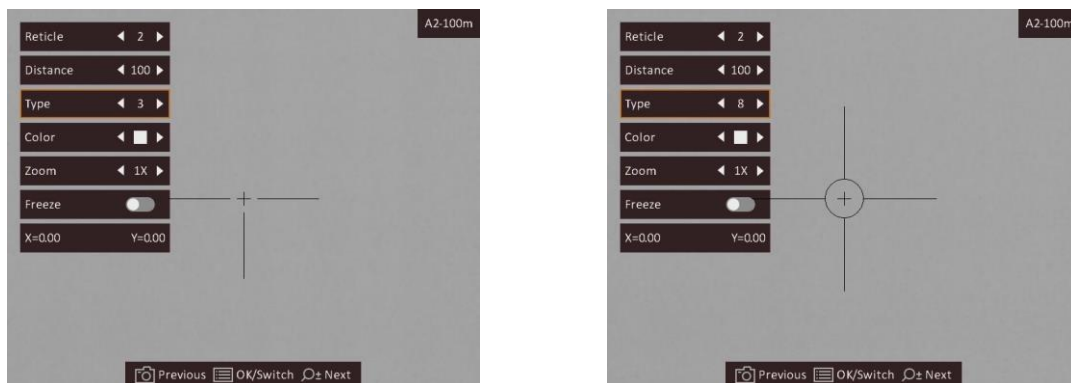 A2-100m
Reticle 2
Distance 100
Type 3
Color
Zoom 1X
Freeze
X=0.00 Y=0.00
Previous OK/Switch Next
A2-100m
Reticle 2
Distance 100
Type 8
Color
Zoom 1X
Freeze
X=0.00 Y=0.00
Previous OK/Switch Next